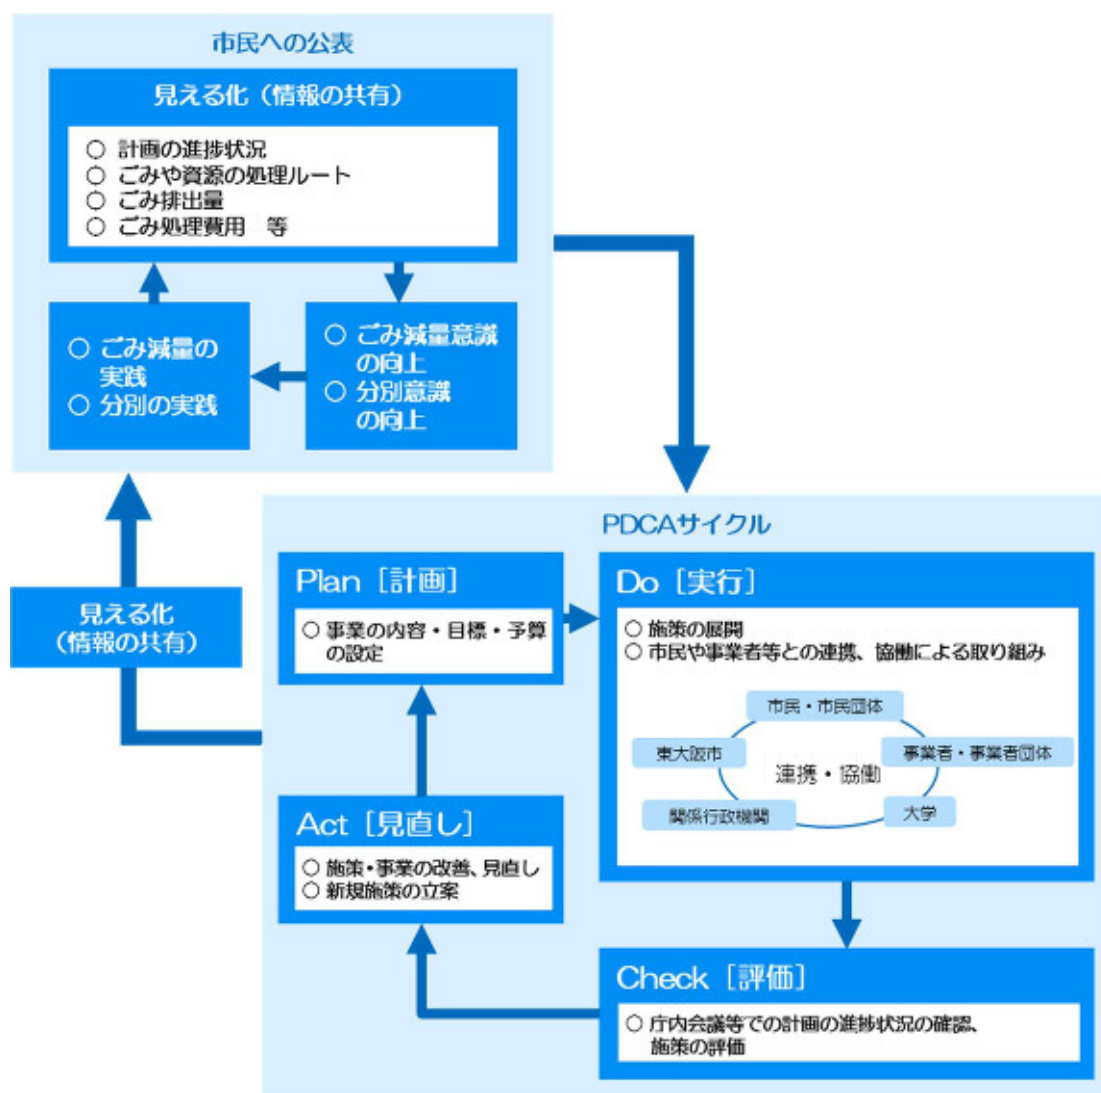 市民への公表
見える化（情報の共有）
○ 計画の進捗状況
○ ごみや資源の処理ルート
○ ごみ排出量
○ ごみ処理費用　等
○ ごみ減量の
実践
○ 分別の実践
○ ごみ減量意識
の向上
○ 分別意識
の向上
見える化
（情報の共有）
PDCAサイクル
Plan［計画］
○ 事業の内容・目標・予算
の設定
Do［実行］
○ 施策の展開
○ 市民や事業者等との連携、協働による取り組み
市民・市民団体
東大阪市
事業者・事業者団体
連携・協働
関係行政機関
大学
Act［見直し］
○ 施策・事業の改善、見直し
○ 新規施策の立案
Check［評価］
○ 庁内会議等での計画の進捗状況の確認、
施策の評価